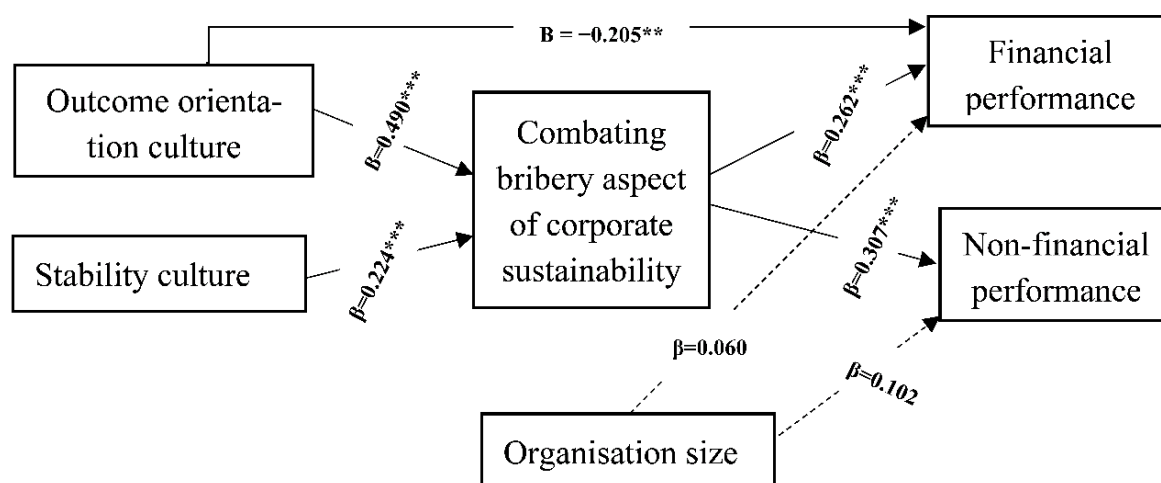 B = −0.205**
Financial
performance
Outcome orienta-
tion culture
B=0.490***
Combating
bribery aspect
of corporate
sustainability
β=0.262***
Stability culture
β=0.224***
β=0.307***
Non-financial
performance
β=0.060
β=0.102
Organisation size